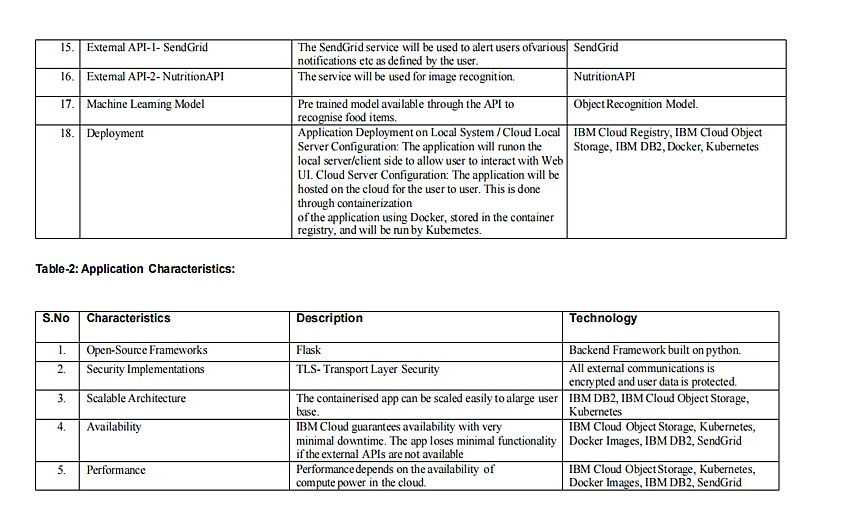 15. External API-1- SendGrid The SendGrid service will be used to alert users ofvarious SendGrid
notifications etc as defined by the user.
16. External API-2- NutritionAPI The service will be used for image recognition. NutritionAPI
17. Machine Learning Model Pre trained model available through the API to Object Recognition Model.
recognise food items.
18. Deployment Application Deployment on Local System / Cloud Local IBM Cloud Registry, IBM Cloud Object
Server Configuration: The application will runon the Storage, IBM DB2, Docker, Kubernetes
local server/client side to allow user to interact with Web
UI. Cloud Server Configuration: The application will be
hosted on the cloud for the user to user. This is done
through containerization
of the application using Docker, stored in the container
registry, and will be run by Kubernetes.
Table-2: Application Characteristics:
S.No Characteristics Description Technology
1. Open-Source Frameworks Flask Backend Framework built on python.
2. Security Implementations TLS- Transport Layer Security All external communications is
encrypted and user data is protected.
3. Scalable Architecture The containerised app can be scaled easily to alarge user IBM DB2, IBM Cloud Object Storage,
base. Kubernetes
4. Availability IBM Cloud guarantees availability with very IBM Cloud Object Storage, Kubernetes,
minimal downtime. The app loses minimal functionality Docker Images, IBM DB2, SendGrid
if the external APIs are not available
5. Performance Performance depends on the availability of IBM Cloud Object Storage, Kubernetes,
compute power in the cloud. Docker Images, IBM DB2, SendGrid